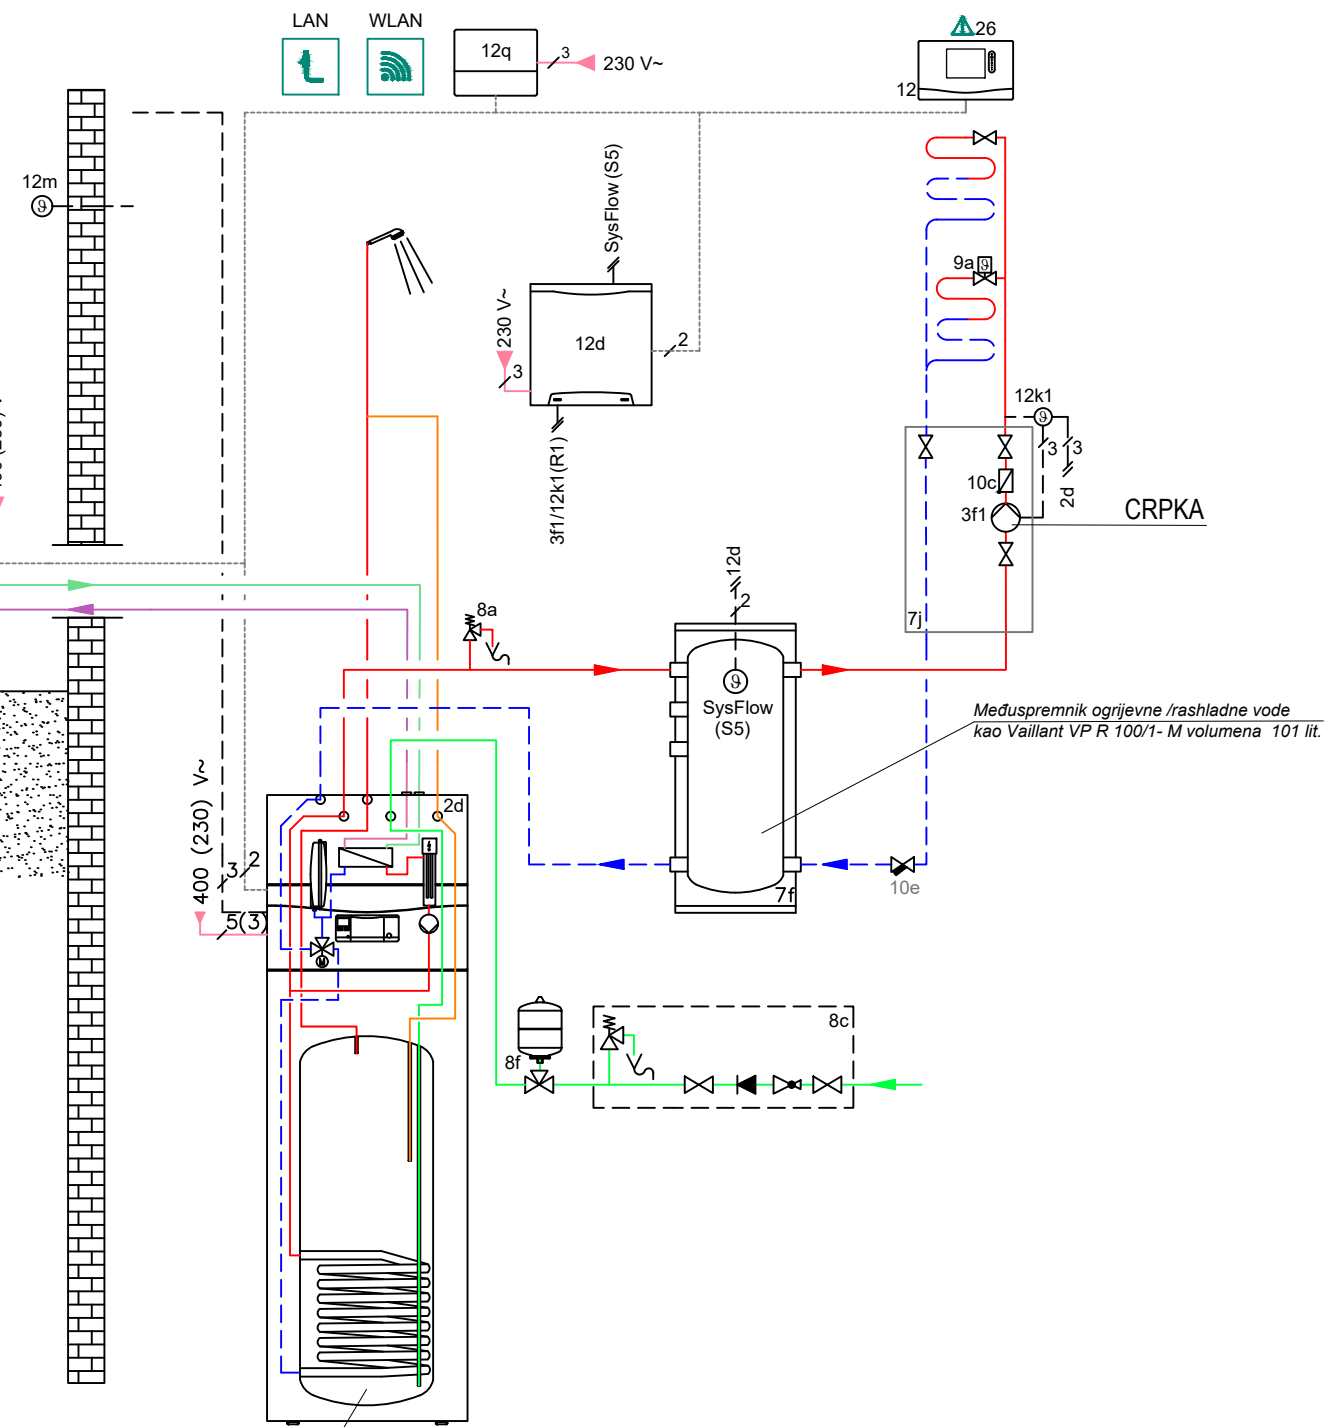 LAN
WLAN
12q
3
230 V~
26
12
12m
SysFlow (S5)
9a
230 V~
12d
2
3
12k1
3f1/12k1(R1)
3
3
2d
10c
3f1
CRPKA
12d
2
8a
7j
SysFlow
(S5)
Međuspremnik ogrijevne /rashladne vode
kao Vaillant VP R 100/1- M volumena 101 lit.
400 (230) V~
2d
3
2
5(3)
7f
10e
M
8f
8c